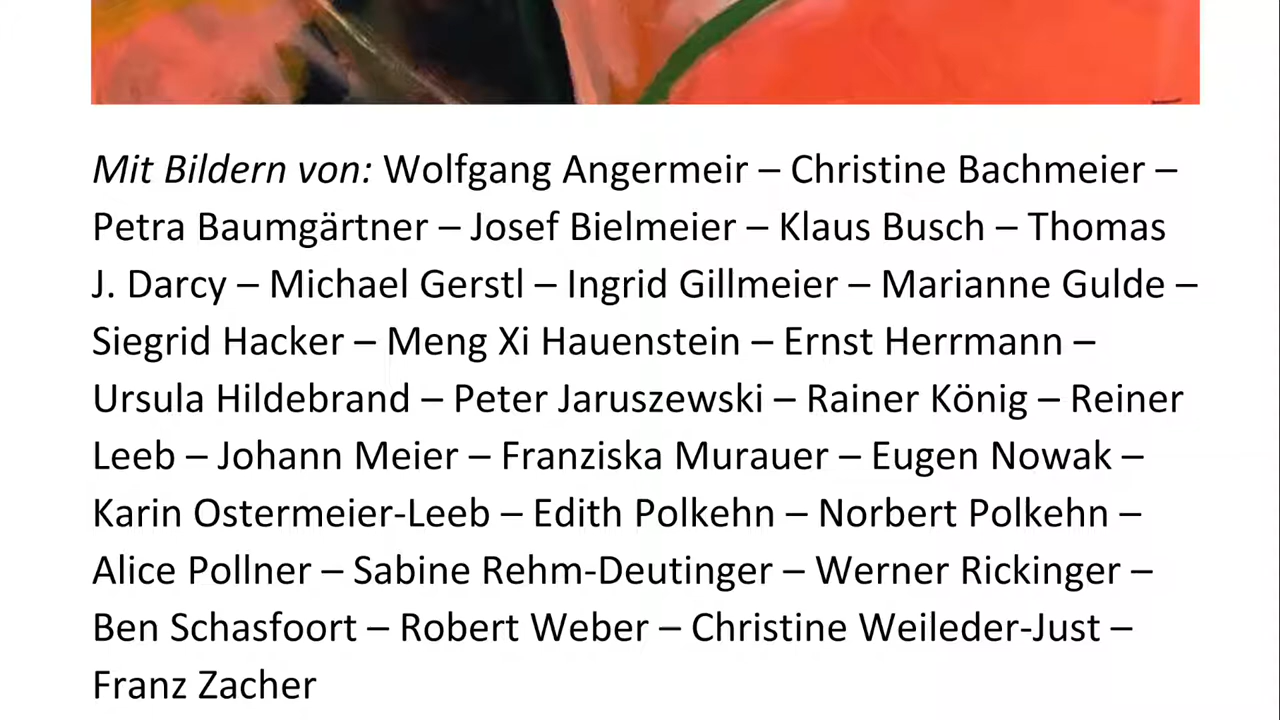 Mit Bildern von: Wolfgang Angermeir – Christine Bachmeier –
Petra Baumgärtner – Josef Bielmeier – Klaus Busch – Thomas
J. Darcy – Michael Gerstl – Ingrid Gillmeier – Marianne Gulde –
Siegrid Hacker – Meng Xi Hauenstein – Ernst Herrmann –
Ursula Hildebrand – Peter Jaruszewski – Rainer König – Reiner
Leeb – Johann Meier – Franziska Murauer – Eugen Nowak –
Karin Ostermeier-Leeb – Edith Polkehn – Norbert Polkehn –
Alice Pollner – Sabine Rehm-Deutinger – Werner Rickinger –
Ben Schasfoort – Robert Weber – Christine Weileder-Just –
Franz Zacher